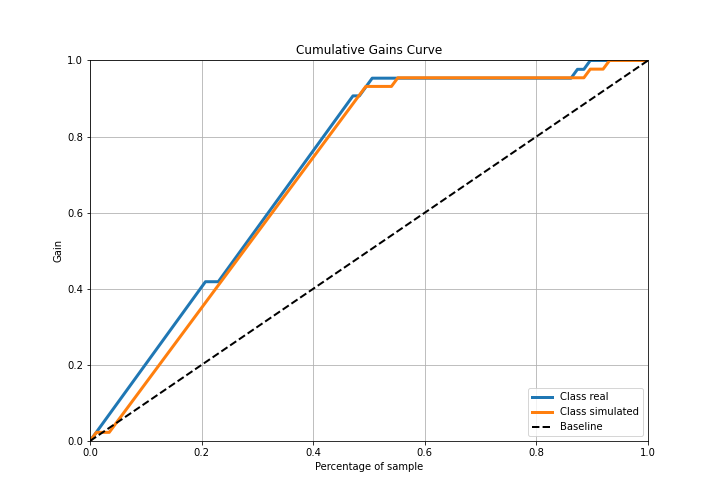 Cumulative Gains Curve
Gain
1.0
0.8
0.6
0.4
0.2
0.0
0.0 0.2 0.4 0.6 0.8 1.0
Percentage of sample
Class real
Class simulated
Baseline